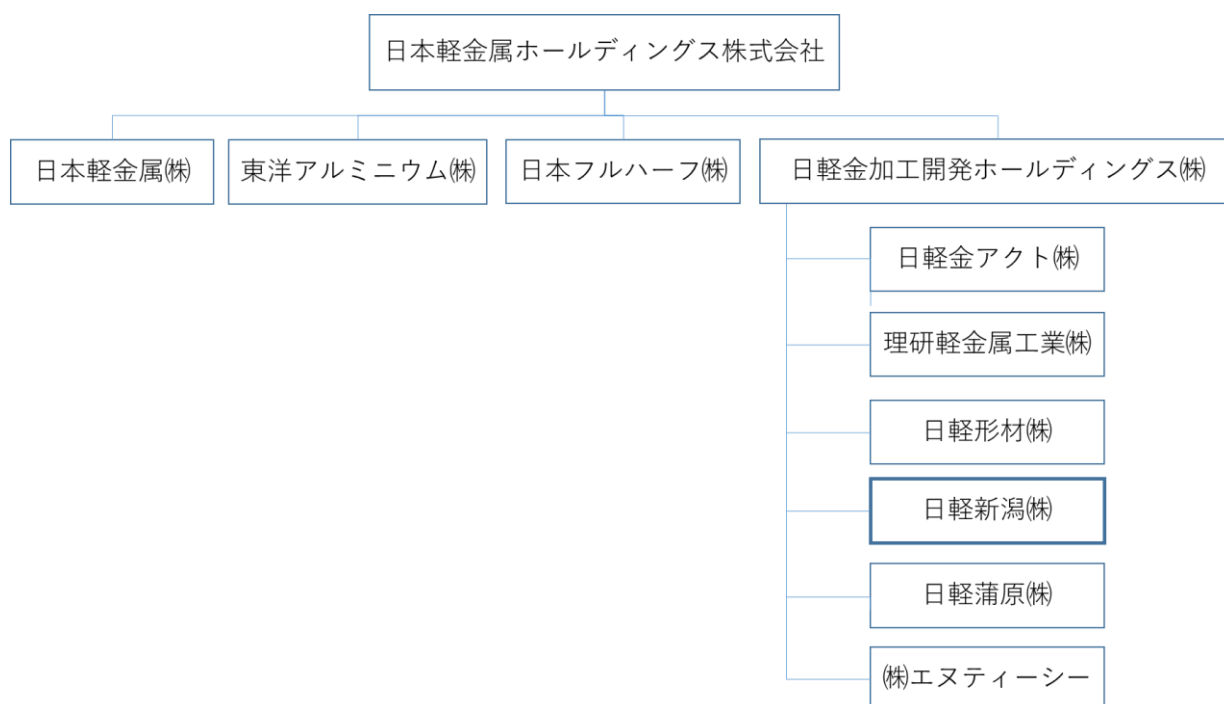 日本軽金属ホールディングス株式会社
日本軽金属㈱
東洋アルミニウム㈱
日本フルハーフ㈱
日軽金加工開発ホールディングス㈱
日軽金アクト㈱
理研軽金属工業㈱
日軽形材㈱
日軽新潟㈱
日軽蒲原㈱
㈱エヌティーシー